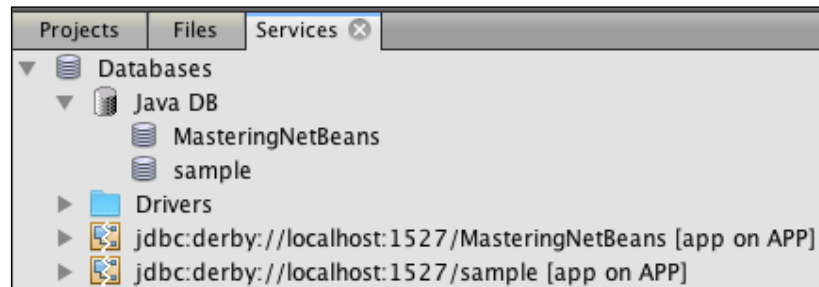 Projects Files Services
Databases
Java DB
MasteringNetBeans
sample
Drivers
jdbc:derby://localhost:1527/MasteringNetBeans [app on APP]
jdbc:derby://localhost:1527/sample [app on APP]